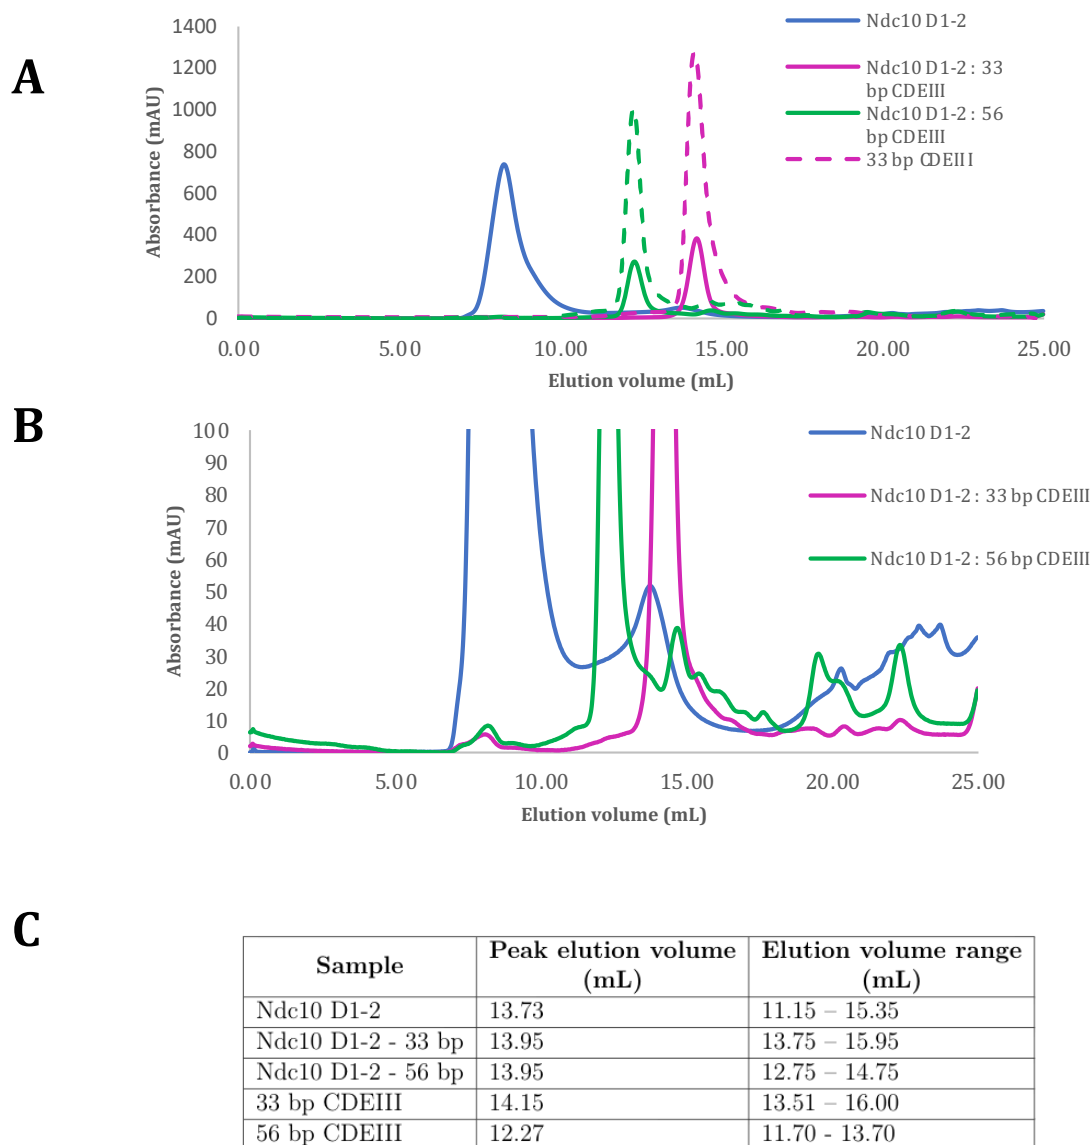 A
1400
1200
1000
800
600
400
200
0
Absorbance (mAU)
0.00 5.00 10.00 15.00 20.00 25.00
Elution volume (mL)
Ndc10 D1-2
Ndc10 D1-2 : 33
bp CDEIII
Ndc10 D1-2 : 56
bp CDEIII
33 bp CDEIII
B
100
90
80
70
60
50
40
30
20
10
0
Absorbance (mAU)
0.00 5.00 10.00 15.00 20.00 25.00
Elution volume (mL)
Ndc10 D1-2
Ndc10 D1-2 : 33 bp CDEIII
Ndc10 D1-2 : 56 bp CDEIII
C
Sample Peak elution volume (mL) Elution volume range (mL)
Ndc10 D1-2 13.73 11.15 – 15.35
Ndc10 D1-2 - 33 bp 13.95 13.75 – 15.95
Ndc10 D1-2 - 56 bp 13.95 12.75 – 14.75
33 bp CDEIII 14.15 13.51 – 16.00
56 bp CDEIII 12.27 11.70 - 13.70